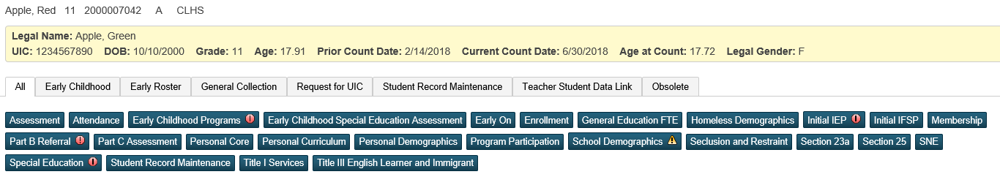 Apple, Red 11 2000007042 A CLHS
Legal Name: Apple, Green
UIC: 1234567890 DOB: 10/10/2000 Grade: 11 Age: 17.91 Prior Count Date: 2/14/2018 Current Count Date: 6/30/2018 Age at Count: 17.72 Legal Gender: F
All Early Childhood Early Roster General Collection Request for UIC Student Record Maintenance Teacher Student Data Link Obsolete
Assessment Attendance Early Childhood Programs Early Childhood Special Education Assessment Early On Enrollment General Education FTE Homeless Demographics Initial IEP Initial IFSP Membership
Part B Referral Part C Assessment Personal Core Personal Curriculum Personal Demographics Program Participation School Demographics Seclusion and Restraint Section 23a Section 25 SNE
Special Education Student Record Maintenance Title I Services Title III English Learner and Immigrant